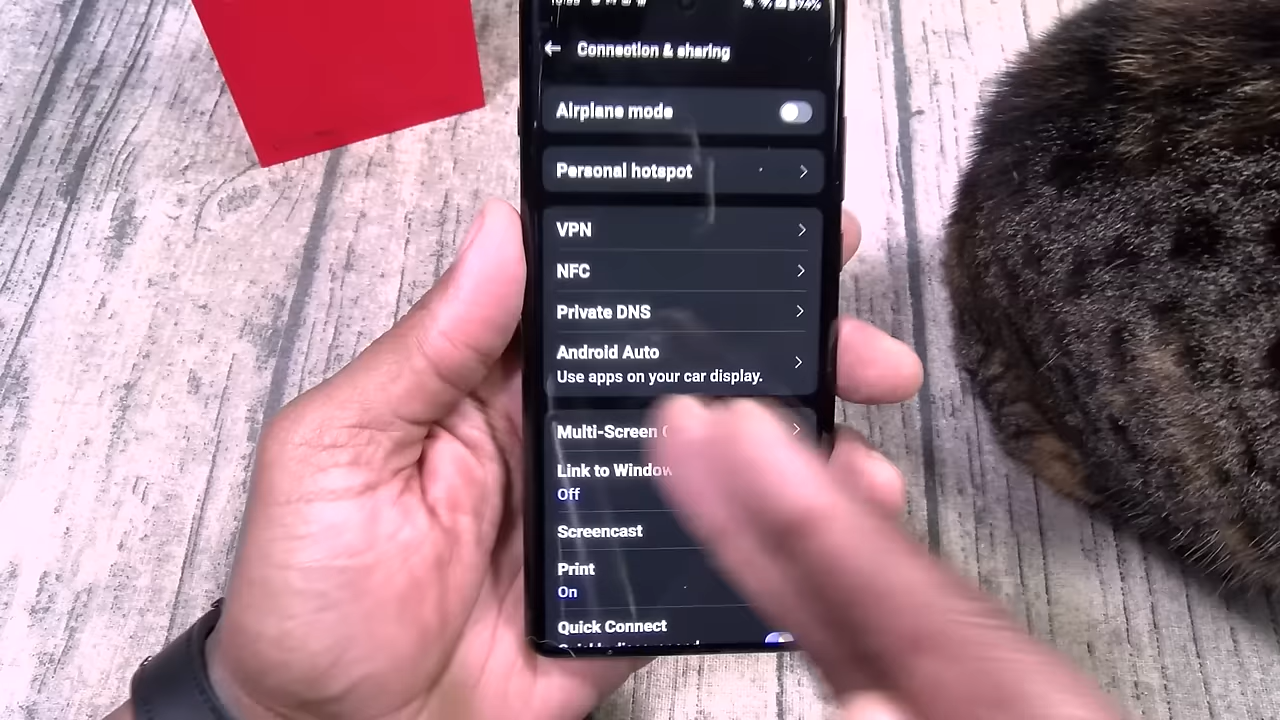 Connection & sharing
Airplane mode
Personal hotspot
VPN
NFC
Private DNS
Android Auto
Use apps on your car display.
Multi-Screen
Link to Window
Off
Screencast
Print
On
Quick Connect